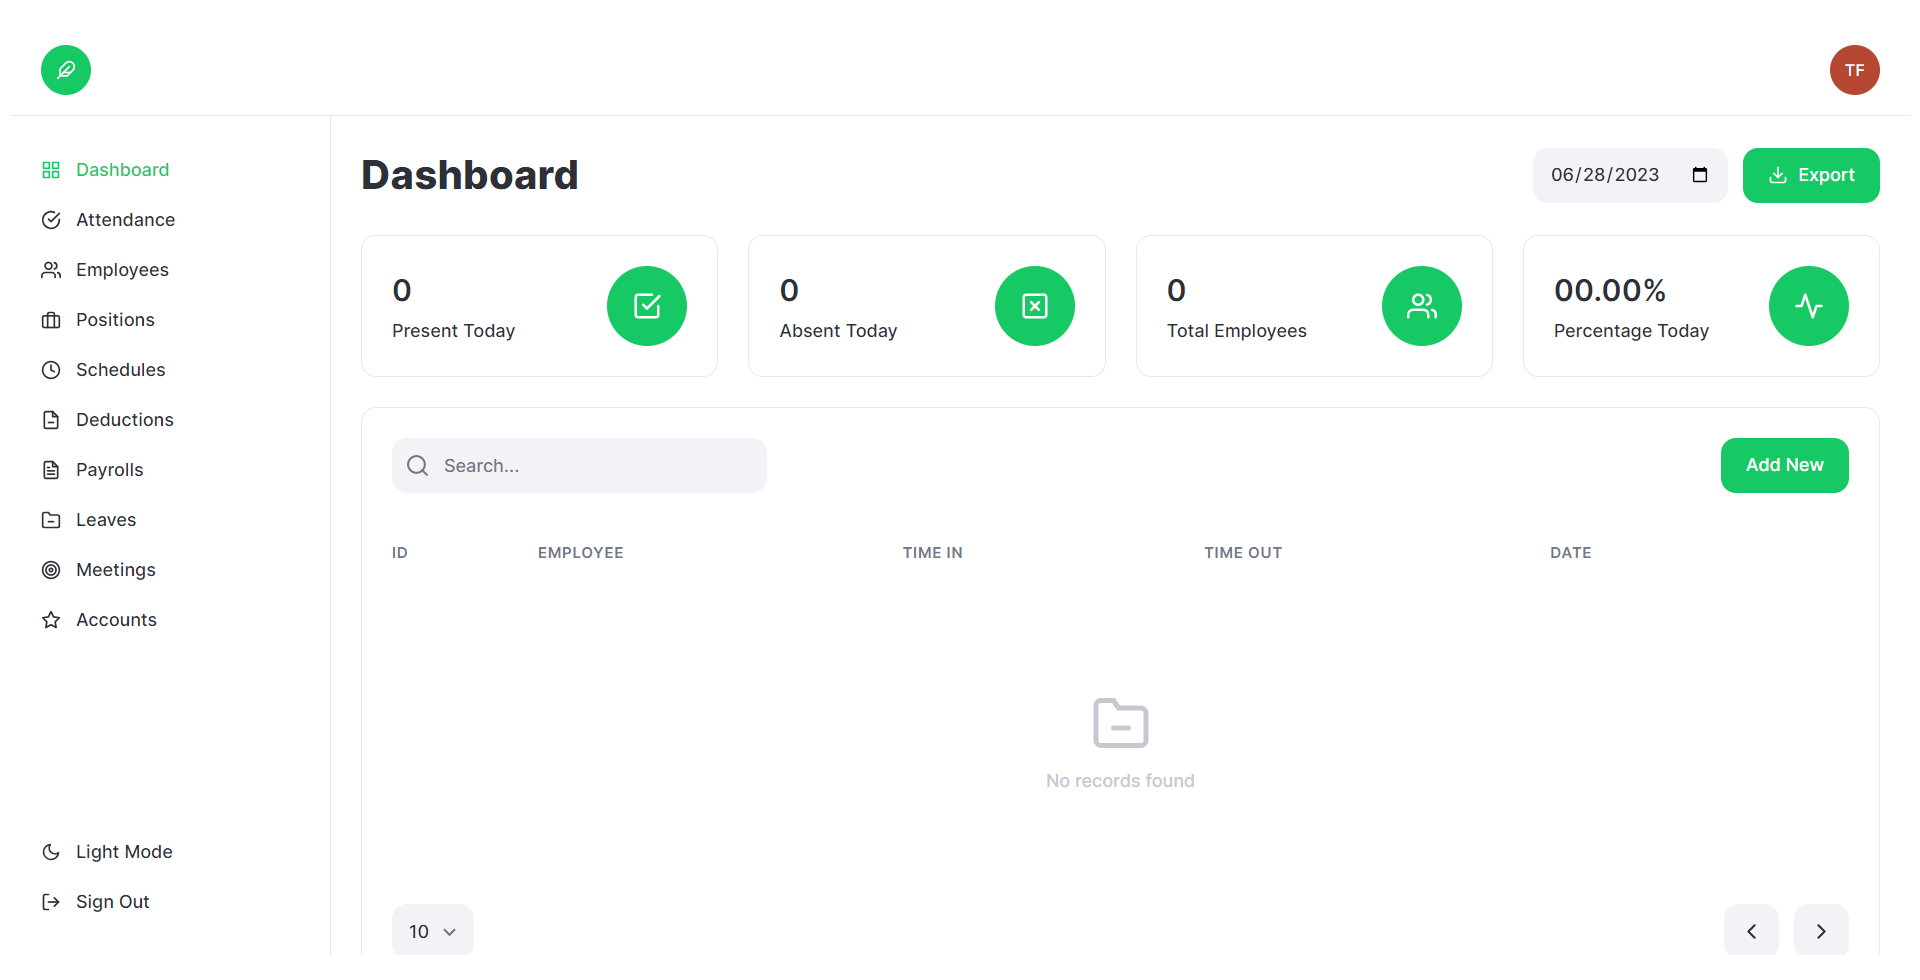 TF
Dashboard
Attendance
Employees
Positions
Schedules
Deductions
Payrolls
Leaves
Meetings
Accounts
Light Mode
Sign Out
Dashboard
06/28/2023
Export
0
Present Today
0
Absent Today
0
Total Employees
00.00%
Percentage Today
Search...
Add New
ID EMPLOYEE TIME IN TIME OUT DATE
No records found
10